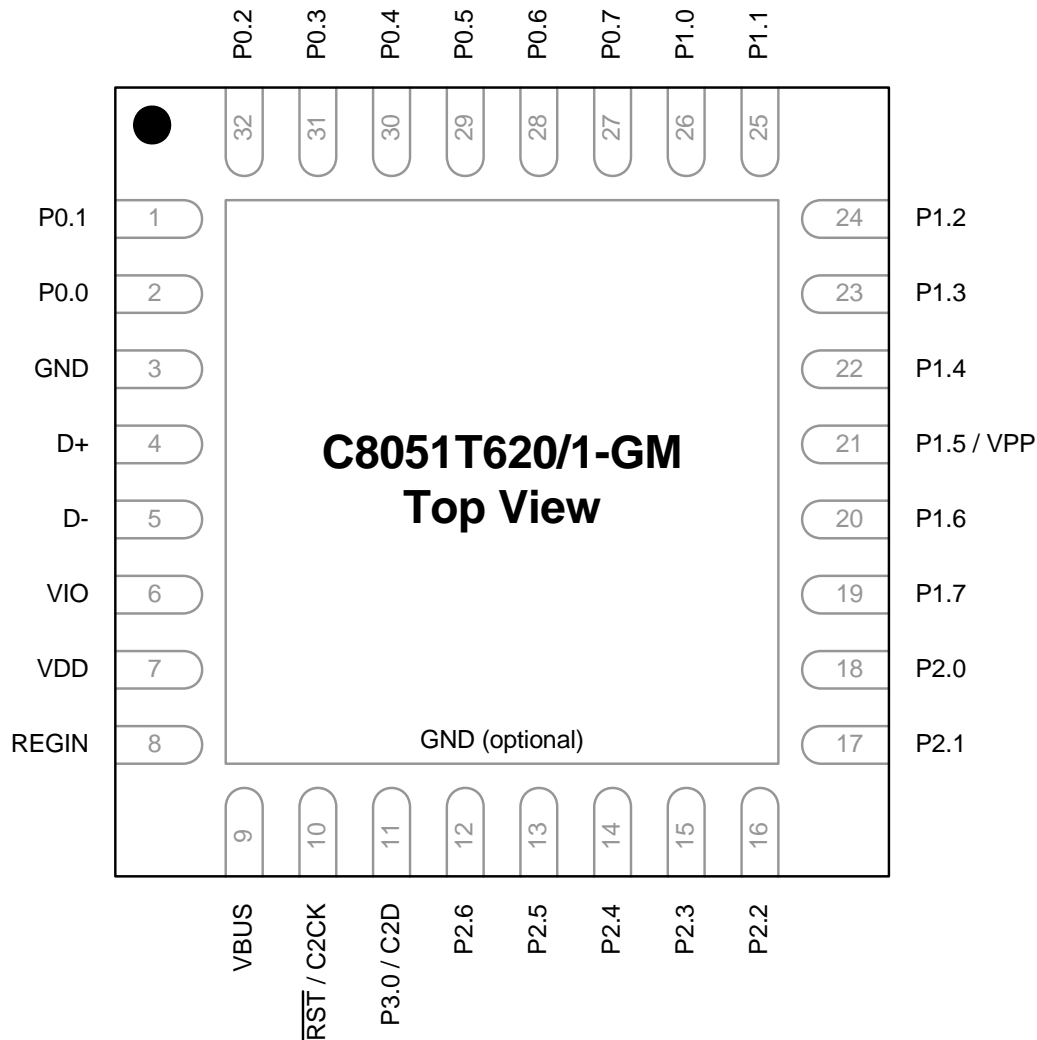 P0.2
P0.3
P0.4
P0.5
P0.6
P0.7
P1.0
P1.1
32
31
30
29
28
27
26
25
P0.1
1
24
P1.2
P0.0
2
23
P1.3
GND
3
22
P1.4
D+
4
21
P1.5 / VPP
C8051T620/1-GM
Top View
D-
5
20
P1.6
VIO
6
19
P1.7
VDD
7
18
P2.0
REGIN
8
GND (optional)
17
P2.1
9
10
11
12
13
14
15
16
VBUS
R̅S̅T̅ / C2CK
P3.0 / C2D
P2.6
P2.5
P2.4
P2.3
P2.2